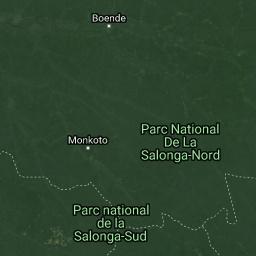 Boende
Parc National
De La
Salonga-Nord
Monkoto
Parc national
de la
Salonga-Sud